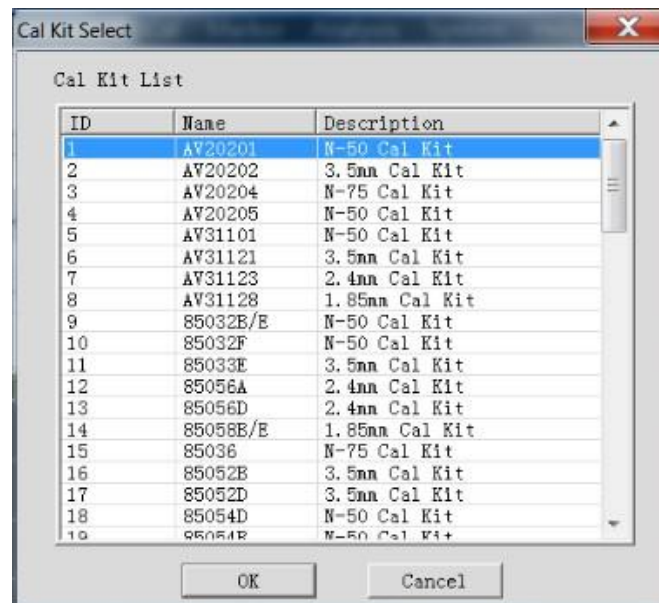 Cal Kit Select
Cal Kit List
ID Name Description
1 AV20201 N-50 Cal Kit
2 AV20202 3.5mm Cal Kit
3 AV20204 N-75 Cal Kit
4 AV20205 N-50 Cal Kit
5 AV31101 N-50 Cal Kit
6 AV31121 3.5mm Cal Kit
7 AV31123 2.4mm Cal Kit
8 AV31128 1.85mm Cal Kit
9 85032B/E N-50 Cal Kit
10 85032F N-50 Cal Kit
11 85033E 3.5mm Cal Kit
12 85056A 2.4mm Cal Kit
13 85056D 2.4mm Cal Kit
14 85058B/E 1.85mm Cal Kit
15 85036 N-75 Cal Kit
16 85052B 3.5mm Cal Kit
17 85052D 3.5mm Cal Kit
18 85054D N-50 Cal Kit
19 N-50 Cal Kit
OK Cancel